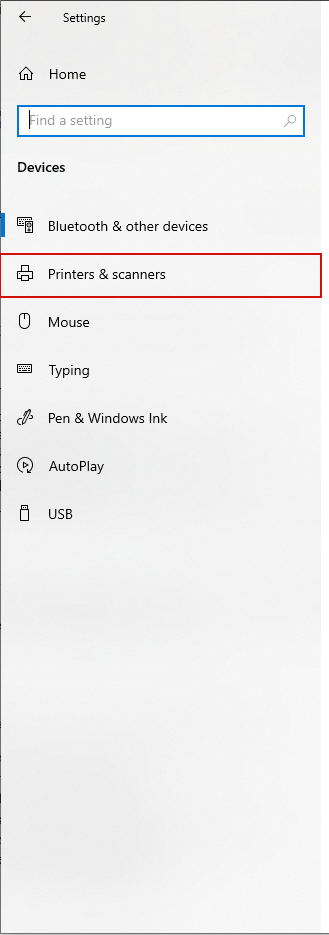 Settings
Home
Find a setting
Devices
Bluetooth & other devices
Printers & scanners
Mouse
Typing
Pen & Windows Ink
AutoPlay
USB